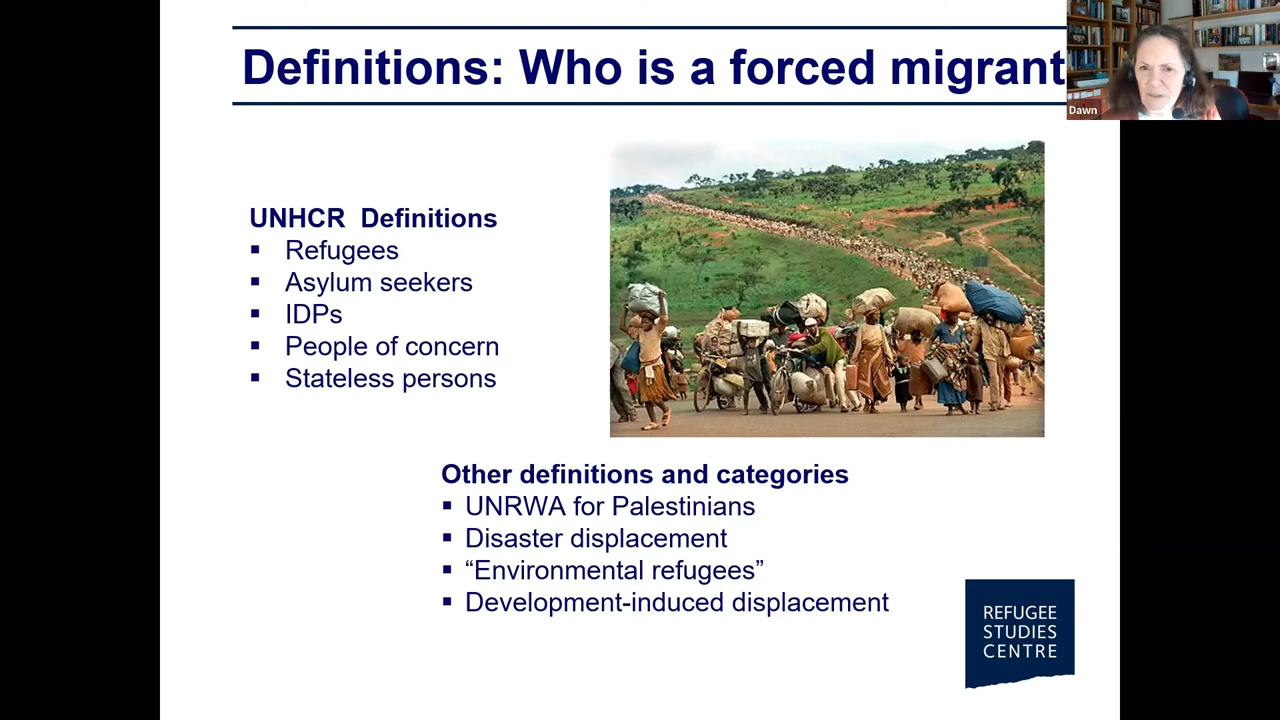 Definitions: Who is a forced migrant
Dawn
UNHCR  Definitions
▪ Refugees
▪ Asylum seekers
▪ IDPs
▪ People of concern
▪ Stateless persons
Other definitions and categories
▪ UNRWA for Palestinians
▪ Disaster displacement
▪ “Environmental refugees”
▪ Development-induced displacement
REFUGEE
STUDIES
CENTRE